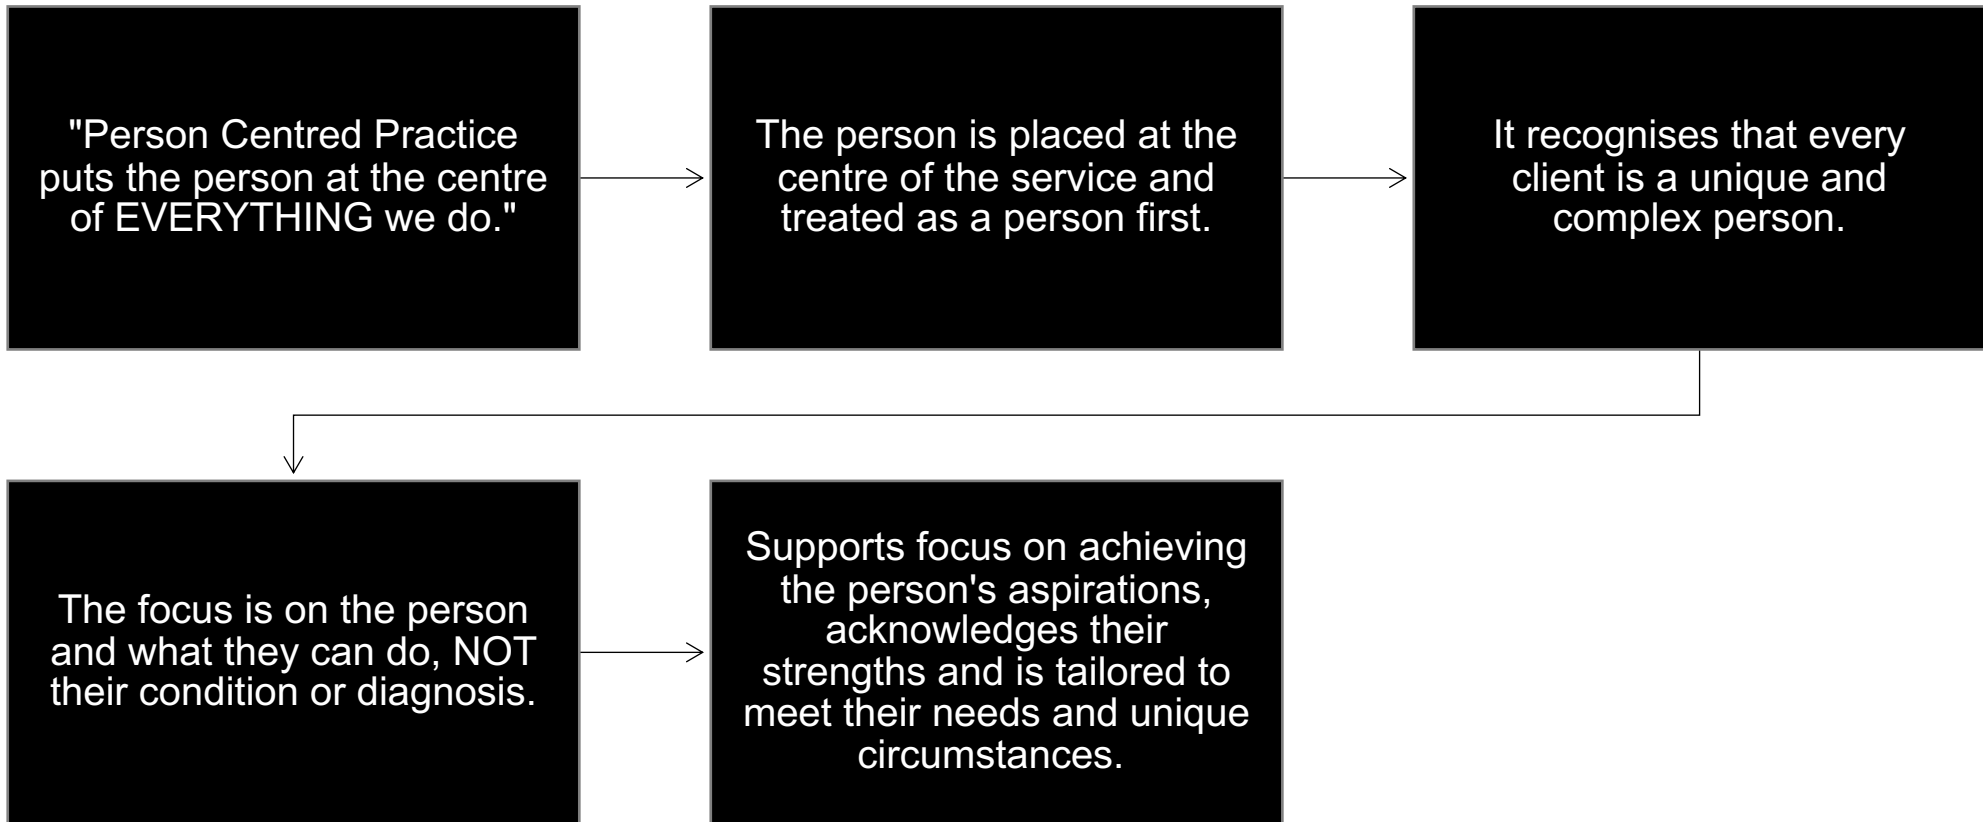 "Person Centred Practice
puts the person at the centre
of EVERYTHING we do."
The person is placed at the
centre of the service and
treated as a person first.
It recognises that every
client is a unique and
complex person.
The focus is on the person
and what they can do, NOT
their condition or diagnosis.
Supports focus on achieving
the person's aspirations,
acknowledges their
strengths and is tailored to
meet their needs and unique
circumstances.